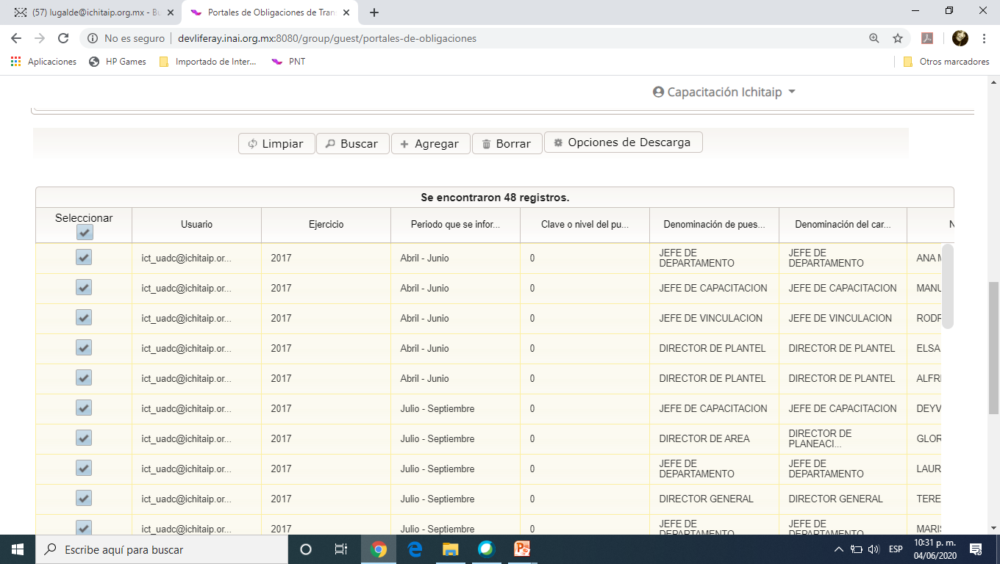 (57) lugalde@ichitaip.org.mx - Bu
Portales de Obligaciones de Tran
No es seguro
devliferay.inai.org.mx:8080/group/guest/portales-de-obligaciones
Aplicaciones
HP Games
Importado de Inter...
PNT
Otros marcadores
Capacitación Ichitaip
Limpiar
Buscar
Agregar
Borrar
Opciones de Descarga
Se encontraron 48 registros.
Seleccionar
Usuario
Ejercicio
Periodo que se infor...
Clave o nivel del pu...
Denominación de pues...
Denominación del car...
N
ict_uadc@ichitaip.or...
2017
Abril - Junio
0
JEFE DE
DEPARTAMENTO
JEFE DE
DEPARTAMENTO
ANA M
ict_uadc@ichitaip.or...
2017
Abril - Junio
0
JEFE DE CAPACITACION
JEFE DE CAPACITACION
MANU
ict_uadc@ichitaip.or...
2017
Abril - Junio
0
JEFE DE VINCULACION
JEFE DE VINCULACION
RODR
ict_uadc@ichitaip.or...
2017
Abril - Junio
0
DIRECTOR DE PLANTEL
DIRECTOR DE PLANTEL
ELSA
ict_uadc@ichitaip.or...
2017
Abril - Junio
0
DIRECTOR DE PLANTEL
DIRECTOR DE PLANTEL
ALFR
ict_uadc@ichitaip.or...
2017
Julio - Septiembre
0
JEFE DE CAPACITACION
JEFE DE CAPACITACION
DEYV
ict_uadc@ichitaip.or...
2017
Julio - Septiembre
0
DIRECTOR DE AREA
DIRECTOR DE
PLANEACI...
GLOR
ict_uadc@ichitaip.or...
2017
Julio - Septiembre
0
JEFE DE
DEPARTAMENTO
JEFE DE
DEPARTAMENTO
LAUR
ict_uadc@ichitaip.or...
2017
Julio - Septiembre
0
DIRECTOR GENERAL
DIRECTOR GENERAL
TERE
ict_uadc@ichitaip.or...
2017
Julio - Septiembre
0
JEFE DE
DEPARTAMENTO
JEFE DE
DEPARTAMENTO
MARIS
Escribe aquí para buscar
ESP
10:31 p. m.
04/06/2020